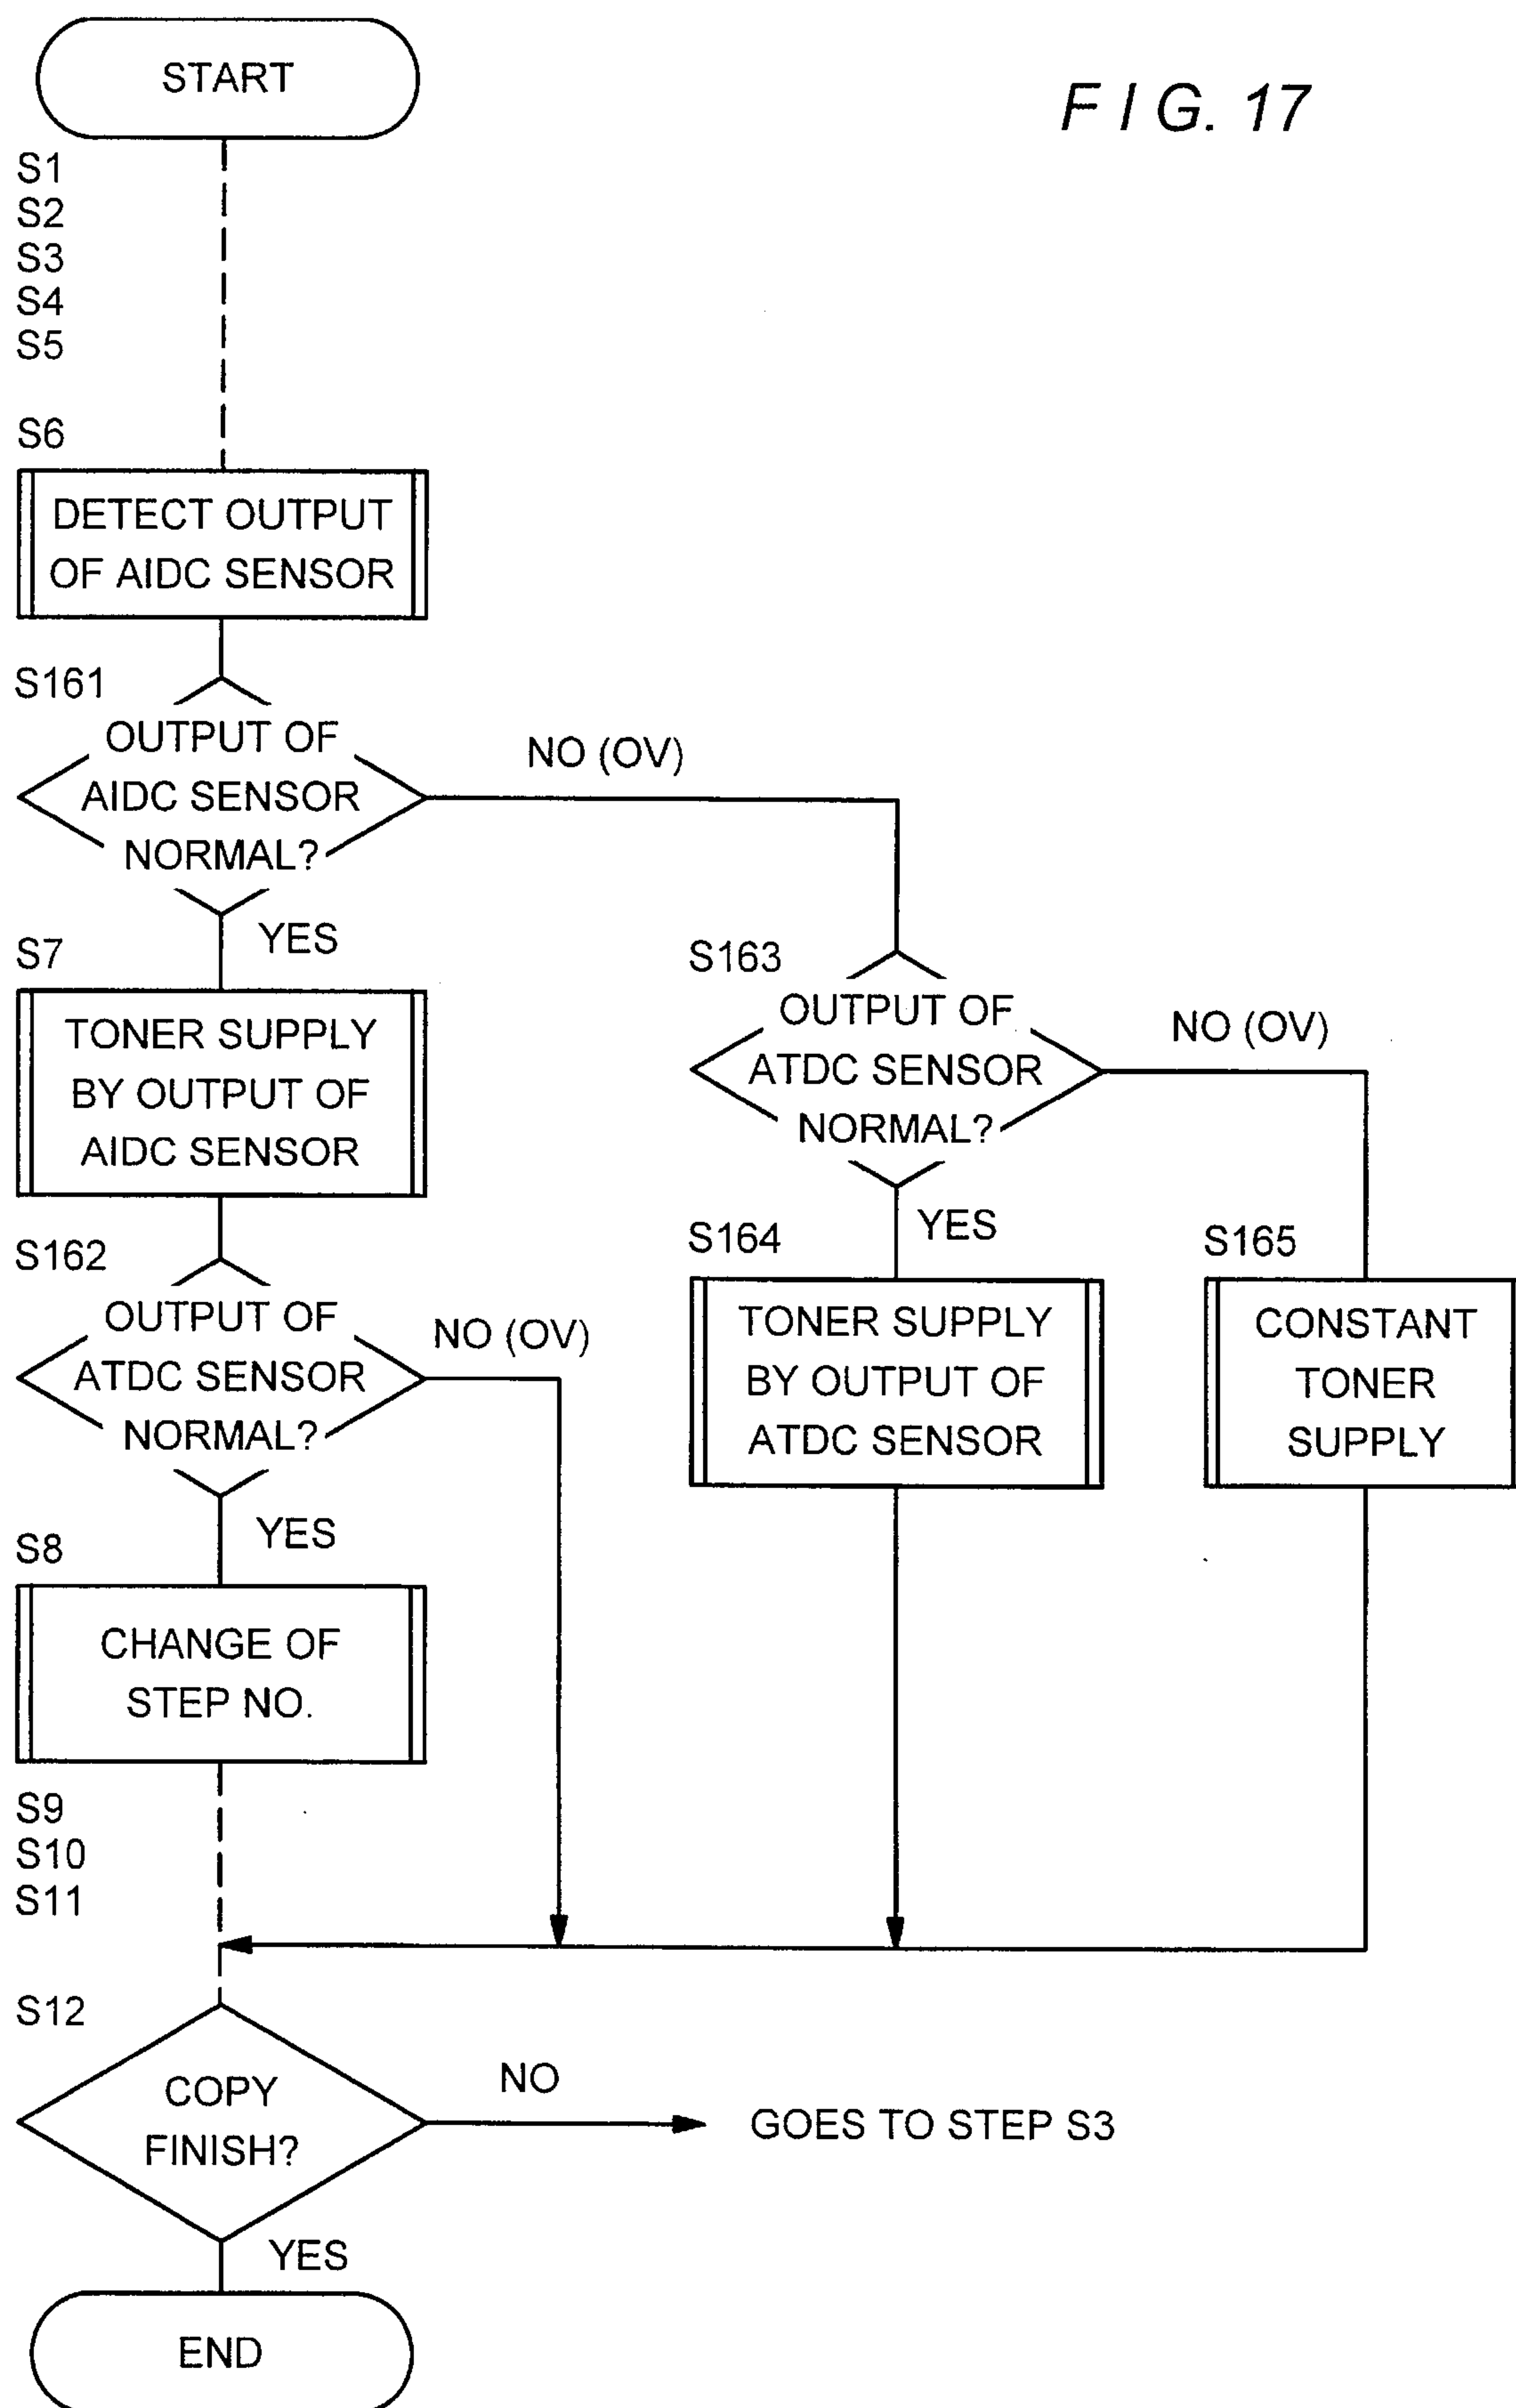 START
F I G. 17
S1
S2
S3
S4
S5
S6
DETECT OUTPUT
OF AIDC SENSOR
S161
OUTPUT OF
AIDC SENSOR
NORMAL?
NO (OV)
YES
S7
TONER SUPPLY
BY OUTPUT OF
AIDC SENSOR
S163
OUTPUT OF
ATDC SENSOR
NORMAL?
NO (OV)
YES
S162
OUTPUT OF
ATDC SENSOR
NORMAL?
NO (OV)
YES
S164
TONER SUPPLY
BY OUTPUT OF
ATDC SENSOR
S165
CONSTANT
TONER
SUPPLY
S8
CHANGE OF
STEP NO.
S9
S10
S11
S12
COPY
FINISH?
NO
GOES TO STEP S3
YES
END